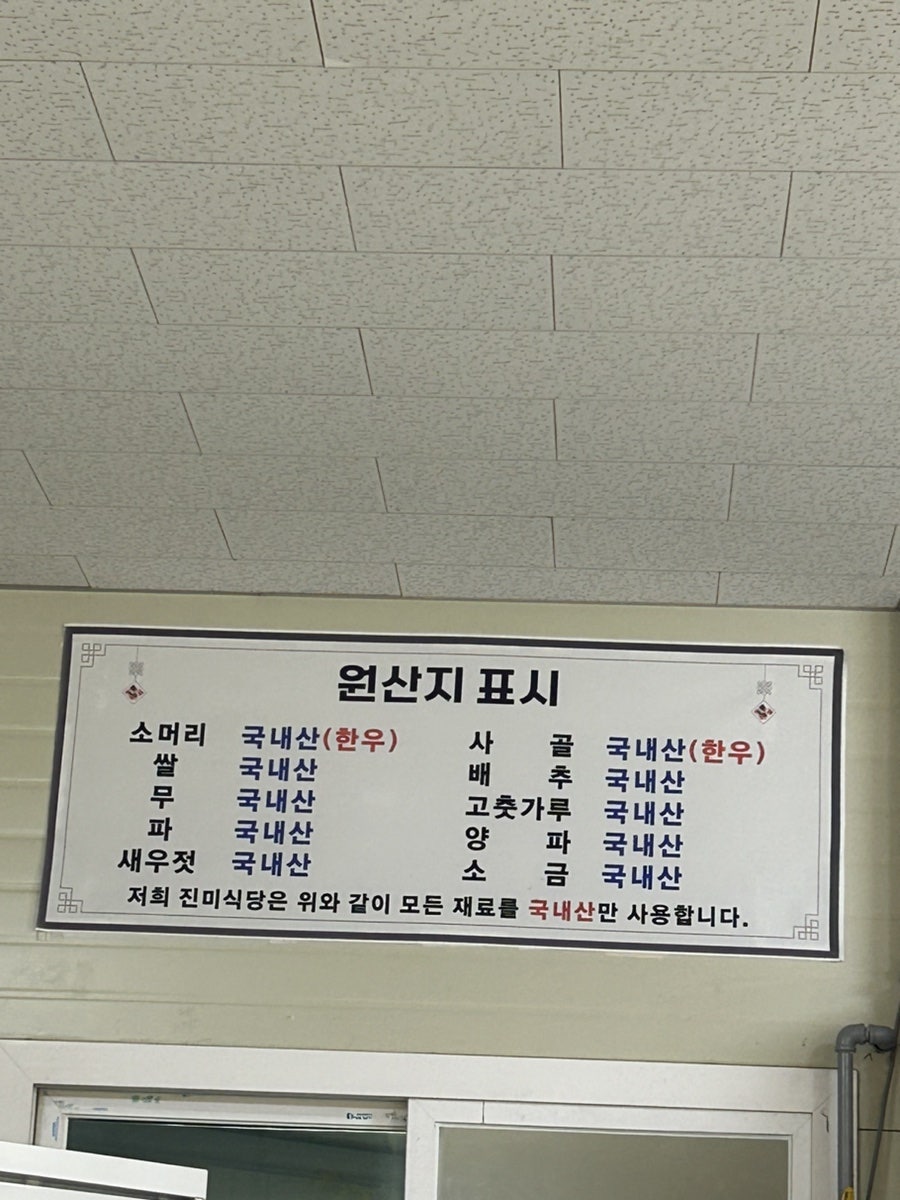 원산지 표시
소머리 국내산(한우) 사골 국내산(한우)
쌀 국내산 배추 국내산
무 국내산 고춧가루 국내산
파 국내산 양파 국내산
새우젓 국내산 소금 국내산
저희 진미식당은 위와 같이 모든 재료를 국내산만 사용합니다.